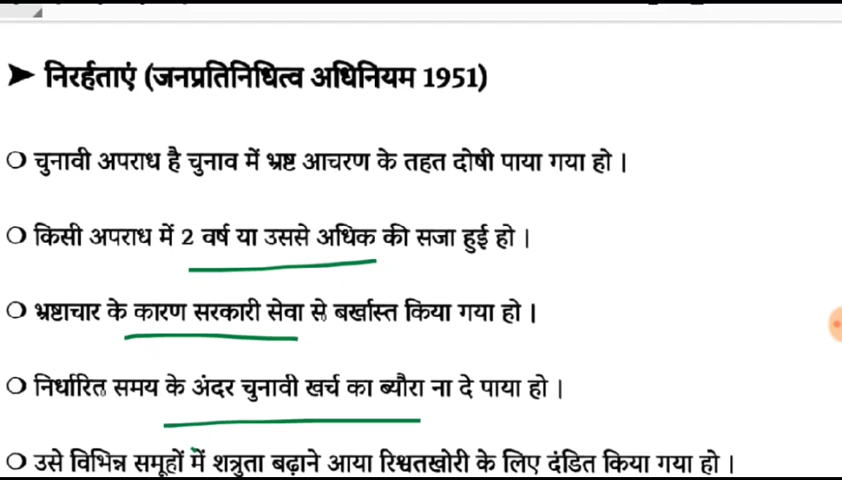 ➤ निरर्हताएं (जनप्रतिनिधित्व अधिनियम 1951)
○ चुनावी अपराध है चुनाव में भ्रष्ट आचरण के तहत दोषी पाया गया हो ।
○ किसी अपराध में 2 वर्ष या उससे अधिक की सजा हुई हो ।
○ भ्रष्टाचार के कारण सरकारी सेवा से बर्खास्त किया गया हो ।
○ निर्धारित समय के अंदर चुनावी खर्च का ब्यौरा ना दे पाया हो ।
○ उसे विभिन्न समूहों में शत्रुता बढ़ाने आया रिश्वतखोरी के लिए दंडित किया गया हो ।